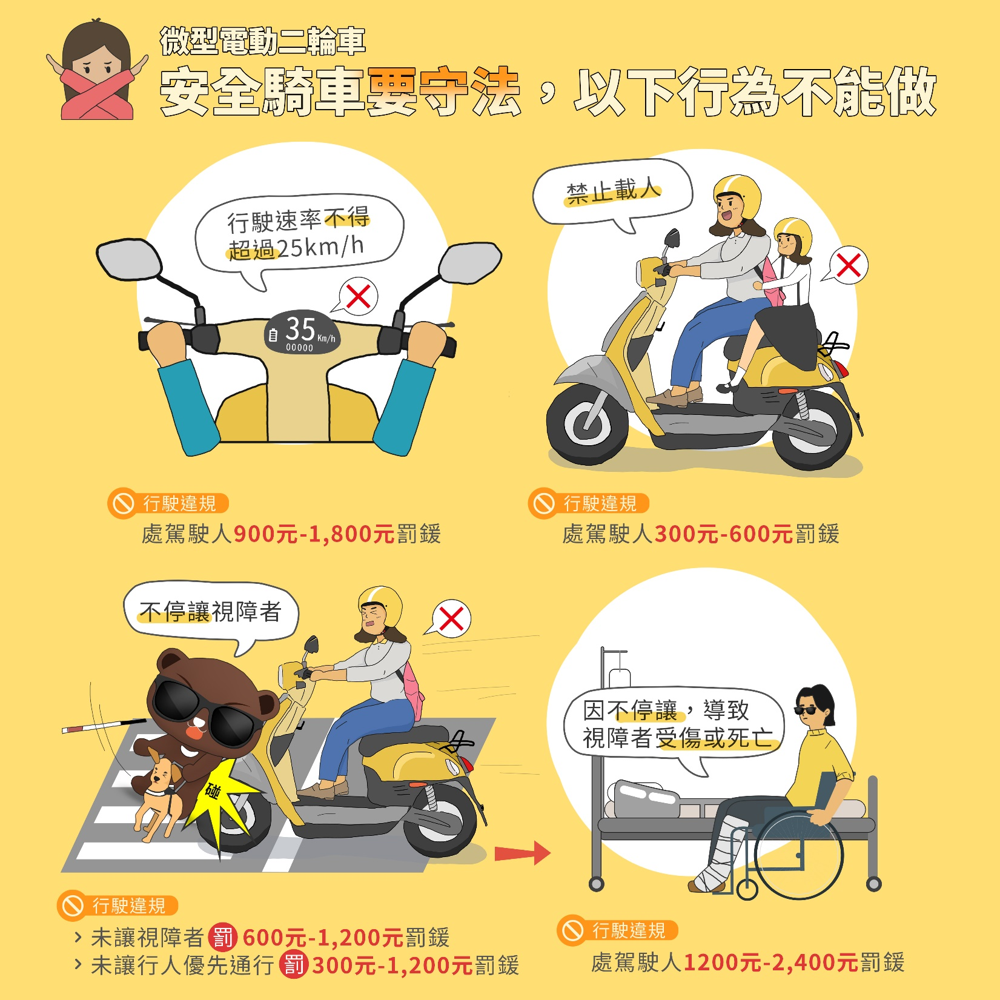 微型電動二輪車
安全騎車要守法，以下行為不能做
行駛速率不得
超過25km/h
35 Km/h
00000
禁止載人
行駛違規
處駕駛人900元-1,800元罰鍰
行駛違規
處駕駛人300元-600元罰鍰
不停讓視障者
碰
因不停讓，導致
視障者受傷或死亡
行駛違規
› 未讓視障者罰600元-1,200元罰鍰
› 未讓行人優先通行罰300元-1,200元罰鍰
行駛違規
處駕駛人1200元-2,400元罰鍰